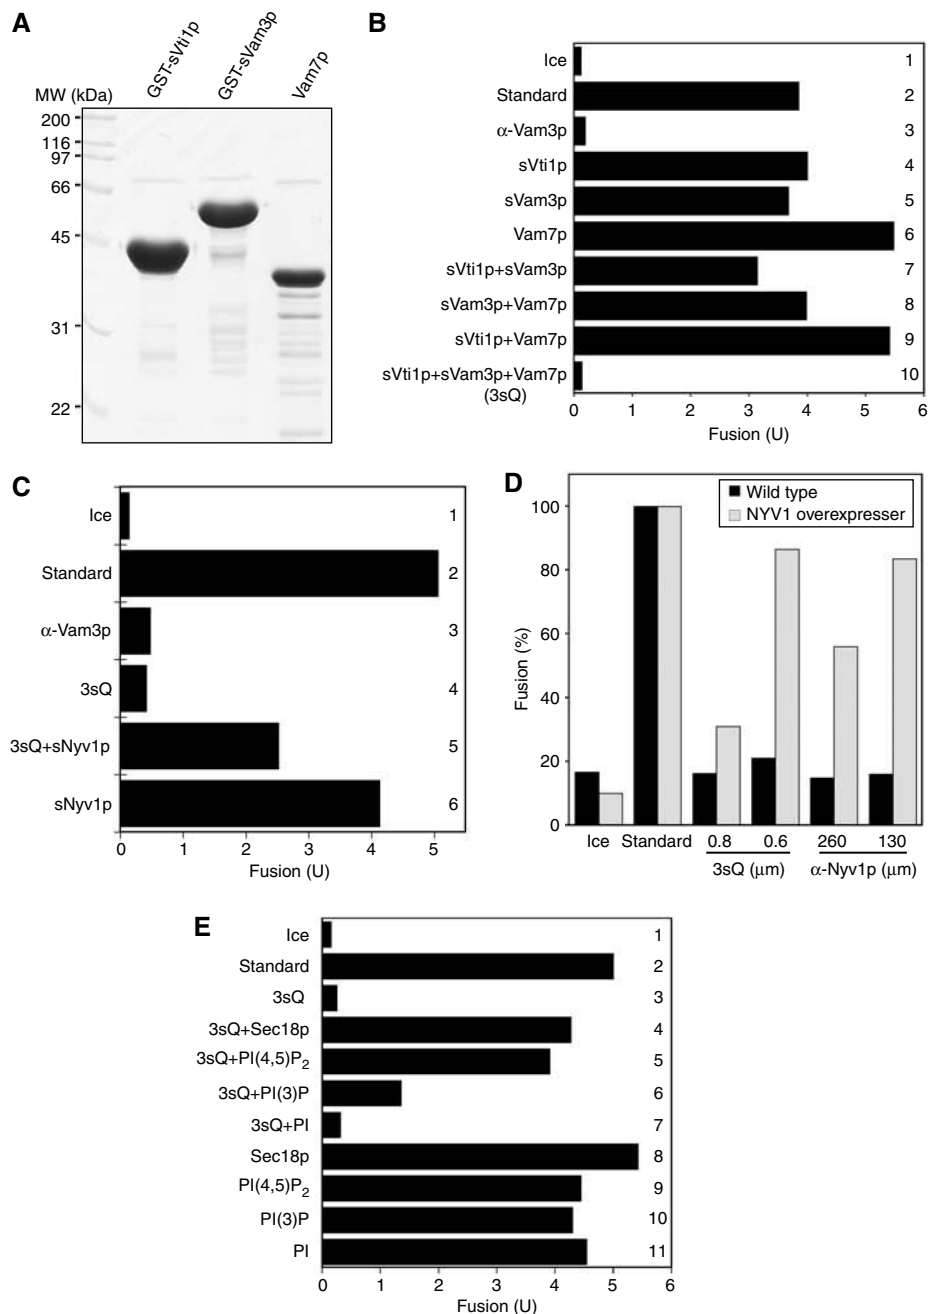 A
GST-sVti1p
GST-sVam3p
Vam7p
MW (kDa)
200
116
97
66
45
31
22
B
Ice
1
Standard
2
α-Vam3p
3
sVti1p
4
sVam3p
5
Vam7p
6
sVti1p+sVam3p
7
sVam3p+Vam7p
8
sVti1p+Vam7p
9
sVti1p+sVam3p+Vam7p
10
(3sQ)
0 1 2 3 4 5 6
Fusion (U)
C
Ice
1
Standard
2
α-Vam3p
3
3sQ
4
3sQ+sNyv1p
5
sNyv1p
6
0 1 2 3 4 5
Fusion (U)
D
Wild type
NYV1 overexpresser
100
80
60
40
20
0
Fusion (%)
Ice Standard 0.8 0.6 260 130
3sQ (μm) α-Nyv1p (μm)
E
Ice
1
Standard
2
3sQ
3
3sQ+Sec18p
4
3sQ+PI(4,5)P2
5
3sQ+PI(3)P
6
3sQ+PI
7
Sec18p
8
PI(4,5)P2
9
PI(3)P
10
PI
11
0 1 2 3 4 5 6
Fusion (U)